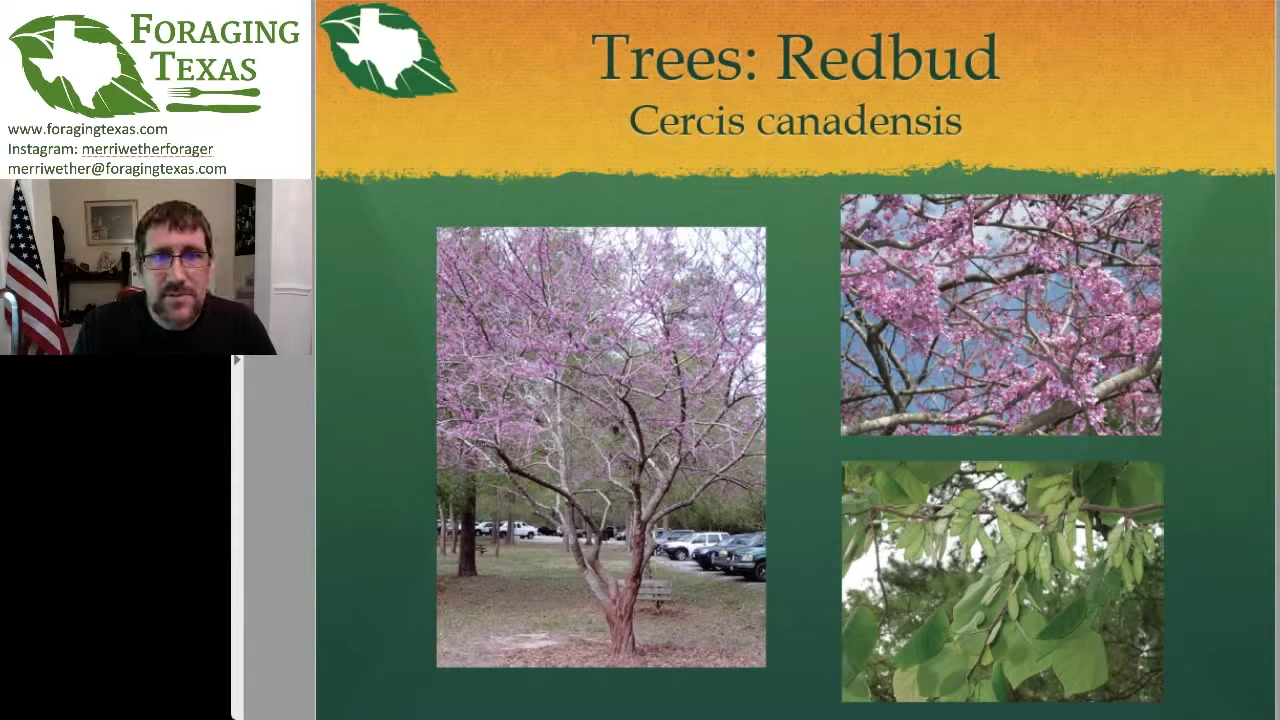 FORAGING
TEXAS
www.foragingtexas.com
Instagram: merriwetherforager
merriwether@foragingtexas.com
Trees: Redbud
Cercis canadensis